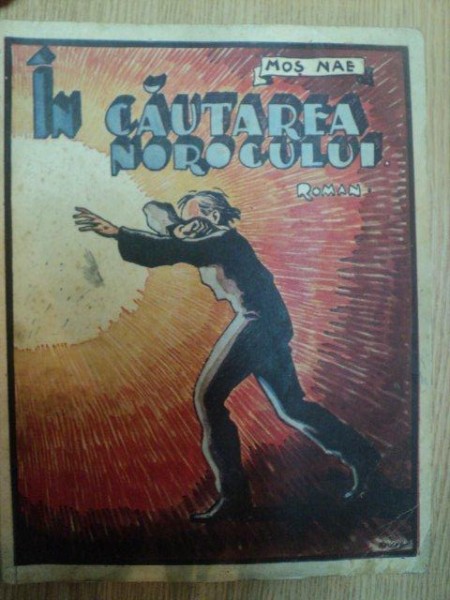 MOȘ NAE
ÎN CĂUTAREA
NOROCULUI
ROMAN